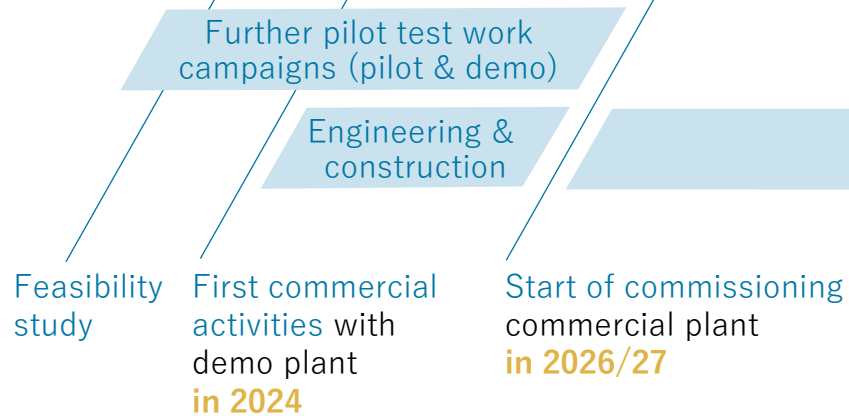 Further pilot test work
campaigns (pilot & demo)
Engineering &
construction
Feasibility
study
First commercial
activities with
demo plant
in 2024
Start of commissioning
commercial plant
in 2026/27